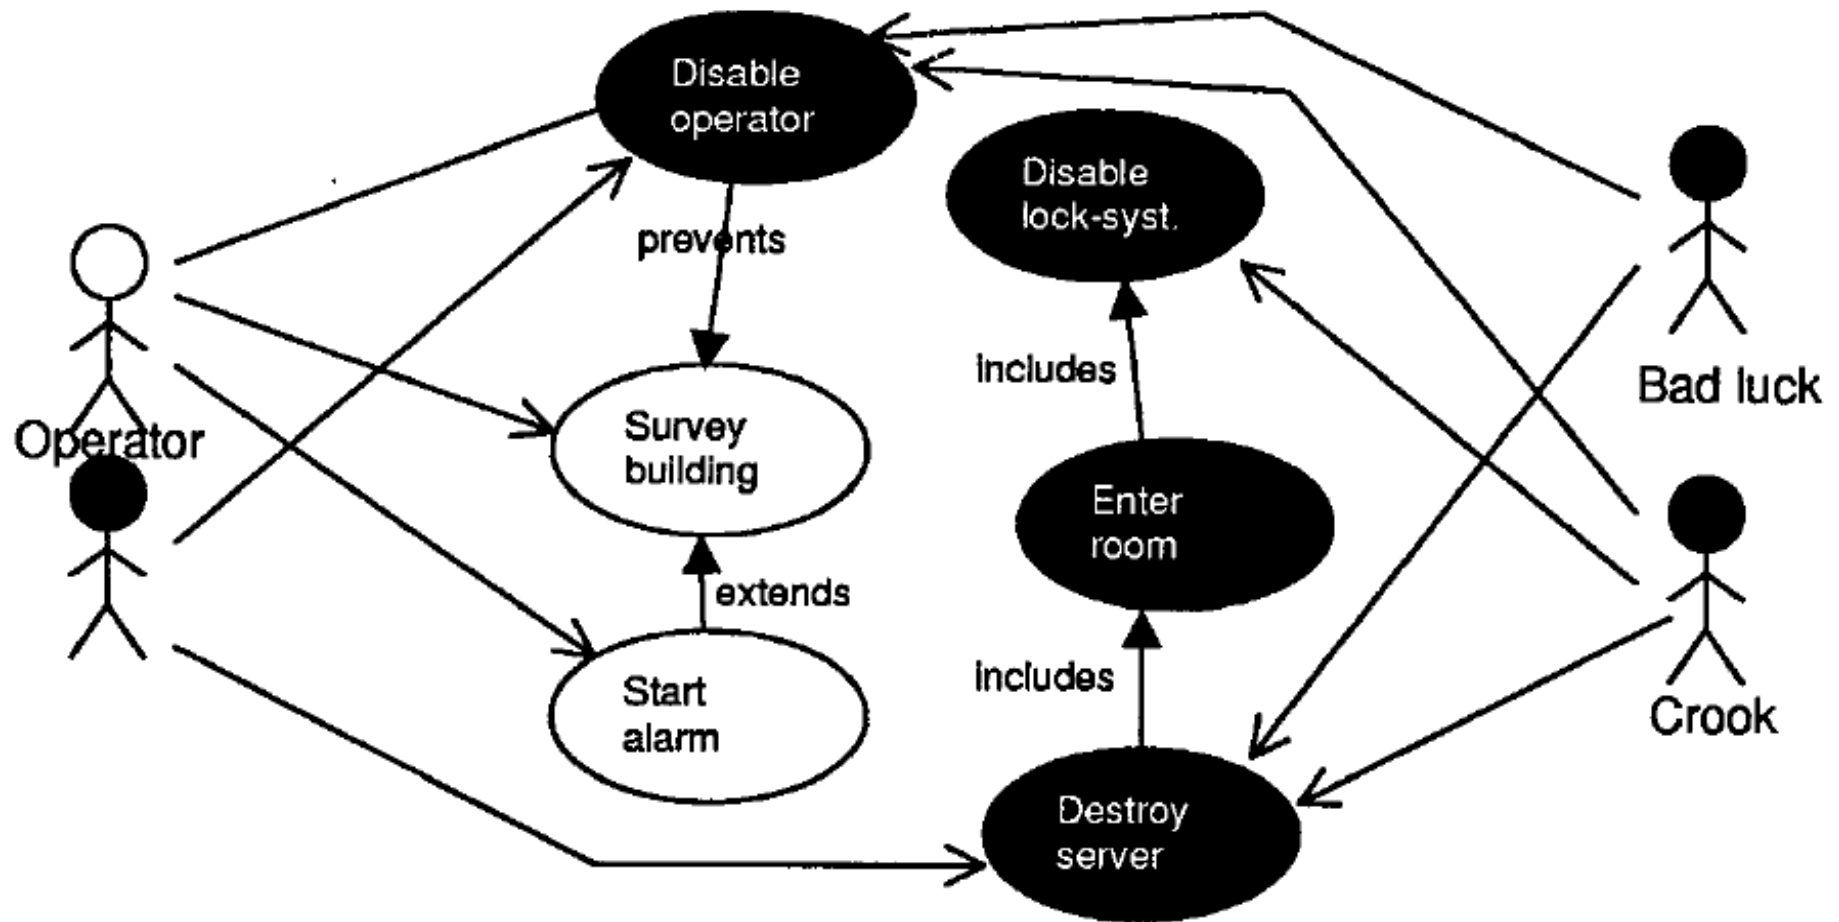 Disable
operator
Disable
lock-syst.
prevents
includes
Bad luck
Operator
Survey
building
Enter
room
extends
includes
Start
alarm
Crook
Destroy
server